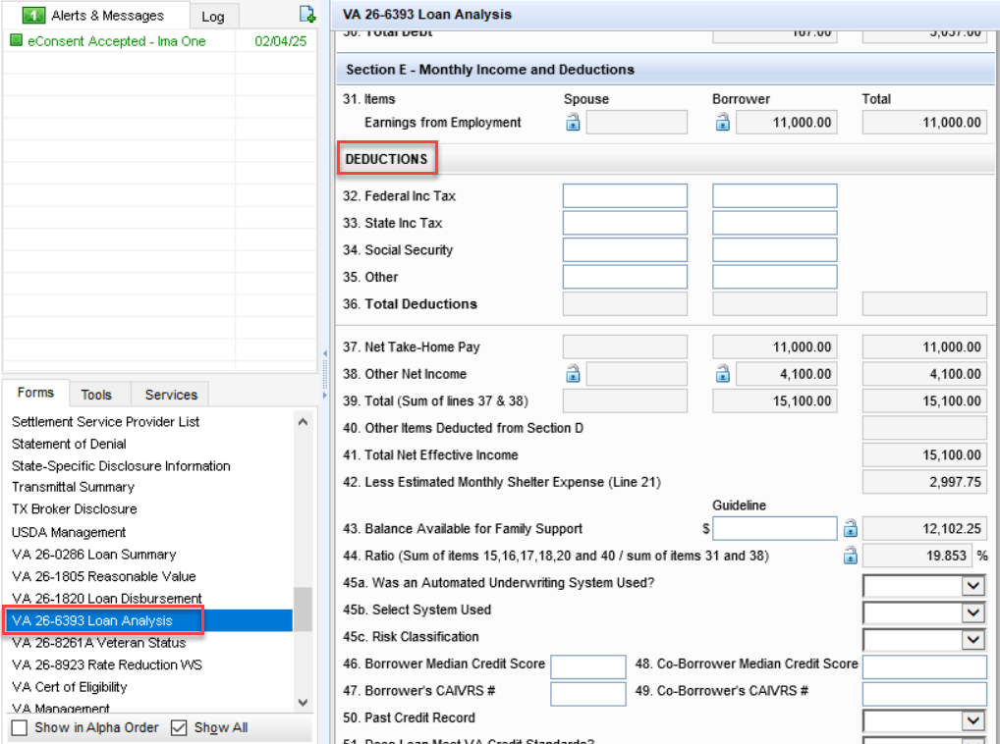 1 Alerts & Messages
Log
eConsent Accepted - Ima One 02/04/25
Forms
Tools
Services
Settlement Service Provider List
Statement of Denial
State-Specific Disclosure Information
Transmittal Summary
TX Broker Disclosure
USDA Management
VA 26-0286 Loan Summary
VA 26-1805 Reasonable Value
VA 26-1820 Loan Disbursement
VA 26-6393 Loan Analysis
VA 26-8261A Veteran Status
VA 26-8923 Rate Reduction WS
VA Cert of Eligibility
VA Management
Show in Alpha Order Show All
VA 26-6393 Loan Analysis
50. Total Debt 167.00 3,037.00
Section E - Monthly Income and Deductions
31. Items Spouse Borrower Total
Earnings from Employment 11,000.00 11,000.00
DEDUCTIONS
32. Federal Inc Tax
33. State Inc Tax
34. Social Security
35. Other
36. Total Deductions
37. Net Take-Home Pay 11,000.00 11,000.00
38. Other Net Income 4,100.00 4,100.00
39. Total (Sum of lines 37 & 38) 15,100.00 15,100.00
40. Other Items Deducted from Section D
41. Total Net Effective Income 15,100.00
42. Less Estimated Monthly Shelter Expense (Line 21) 2,997.75
Guideline
43. Balance Available for Family Support $ 12,102.25
44. Ratio (Sum of items 15,16,17,18,20 and 40 / sum of items 31 and 38) 19.853 %
45a. Was an Automated Underwriting System Used?
45b. Select System Used
45c. Risk Classification
46. Borrower Median Credit Score 48. Co-Borrower Median Credit Score
47. Borrower's CAIVRS # 49. Co-Borrower's CAIVRS #
50. Past Credit Record
51. Does Loan Meet VA Credit Standards?